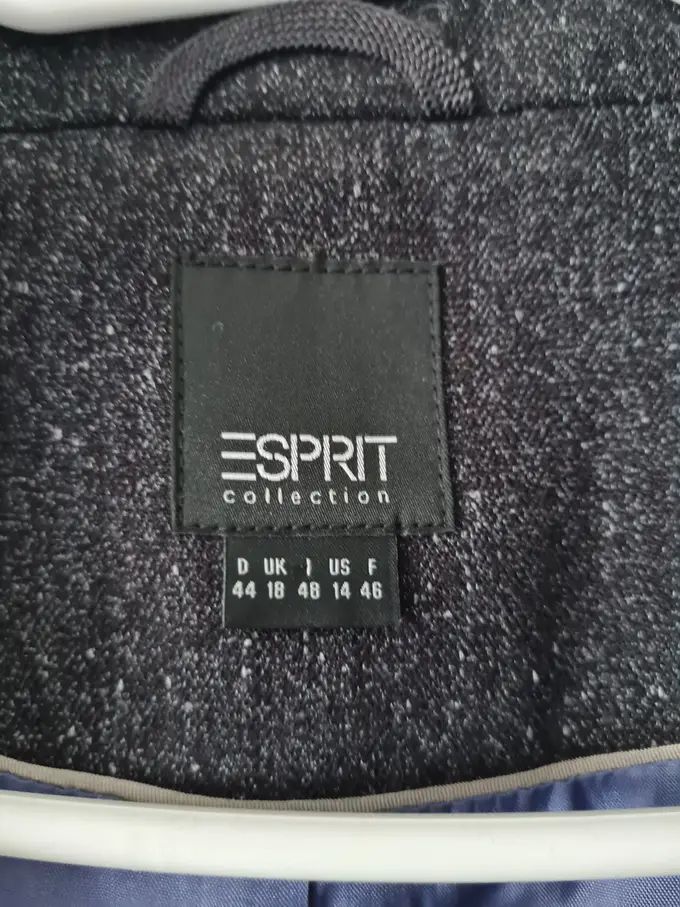 ESPRIT
collection
D UK I US F
44 18 48 14 46